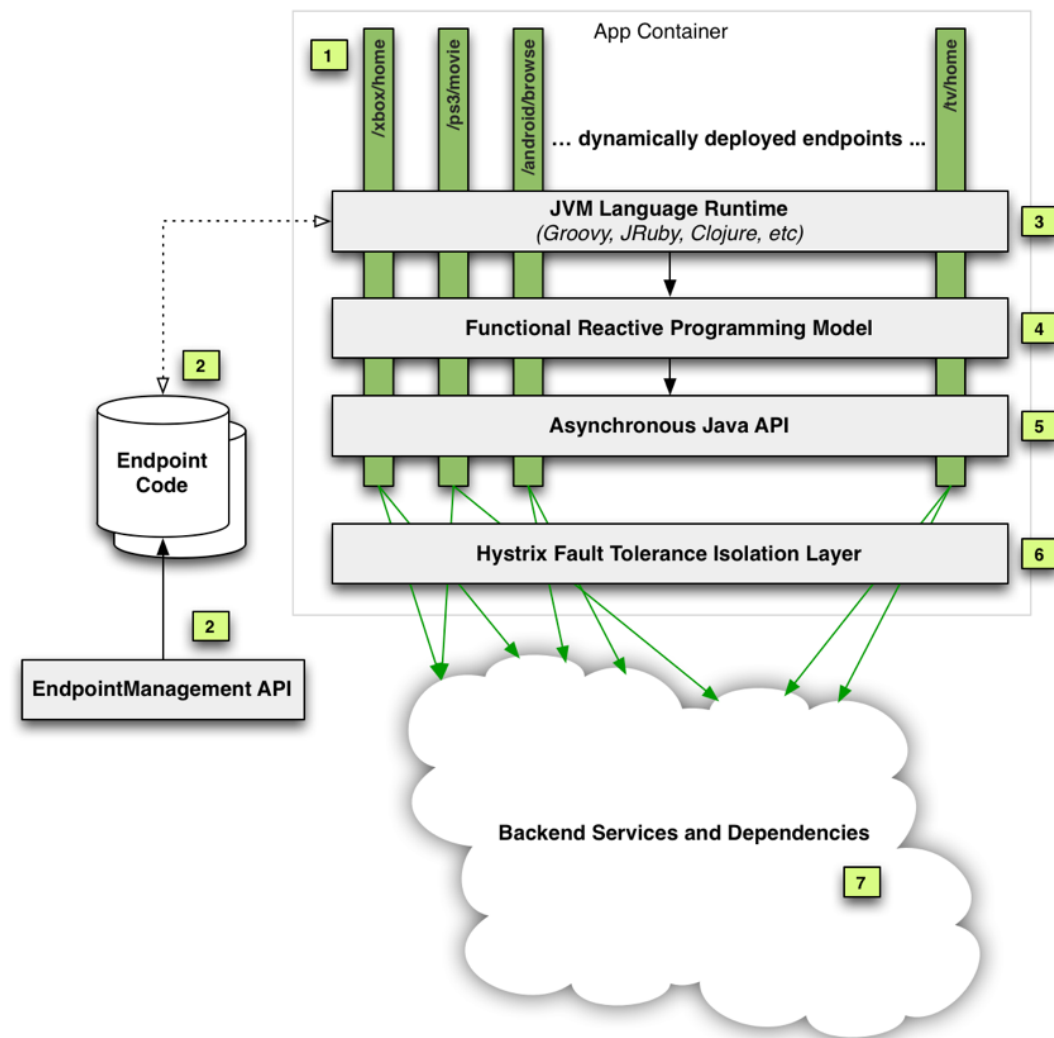 App Container
1
/xbox/home
/ps3/movie
/android/browse
/tv/home
... dynamically deployed endpoints ...
JVM Language Runtime
(Groovy, JRuby, Clojure, etc)
3
Functional Reactive Programming Model
4
2
Asynchronous Java API
5
Endpoint
Code
Hystrix Fault Tolerance Isolation Layer
6
2
EndpointManagement API
Backend Services and Dependencies
7